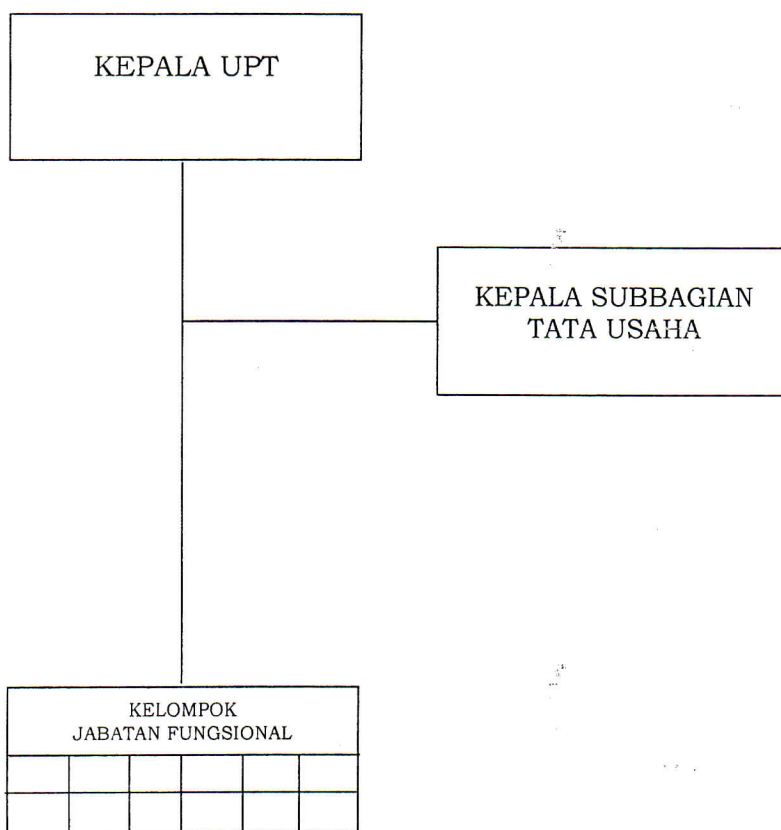 KEPALA UPT
KEPALA SUBBAGIAN
TATA USAHA
KELOMPOK
JABATAN FUNGSIONAL